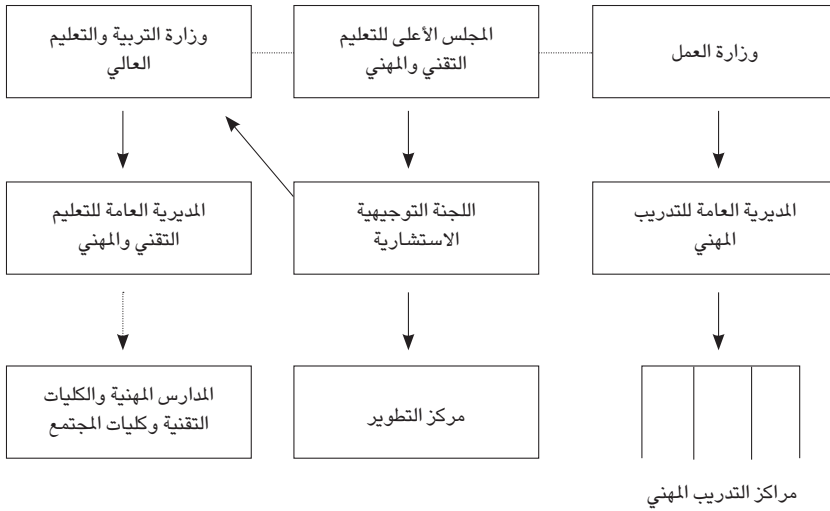 وزارة العمل
المجلس الأعلى للتعليم
التقني والمهني
وزارة التربية والتعليم
العالي
المديرية العامة للتدريب
المهني
اللجنة التوجيهية
الاستشارية
المديرية العامة للتعليم
التقني والمهني
مراكز التدريب المهني
مركز التطوير
المدارس المهنية والكليات
التقنية وكليات المجتمع